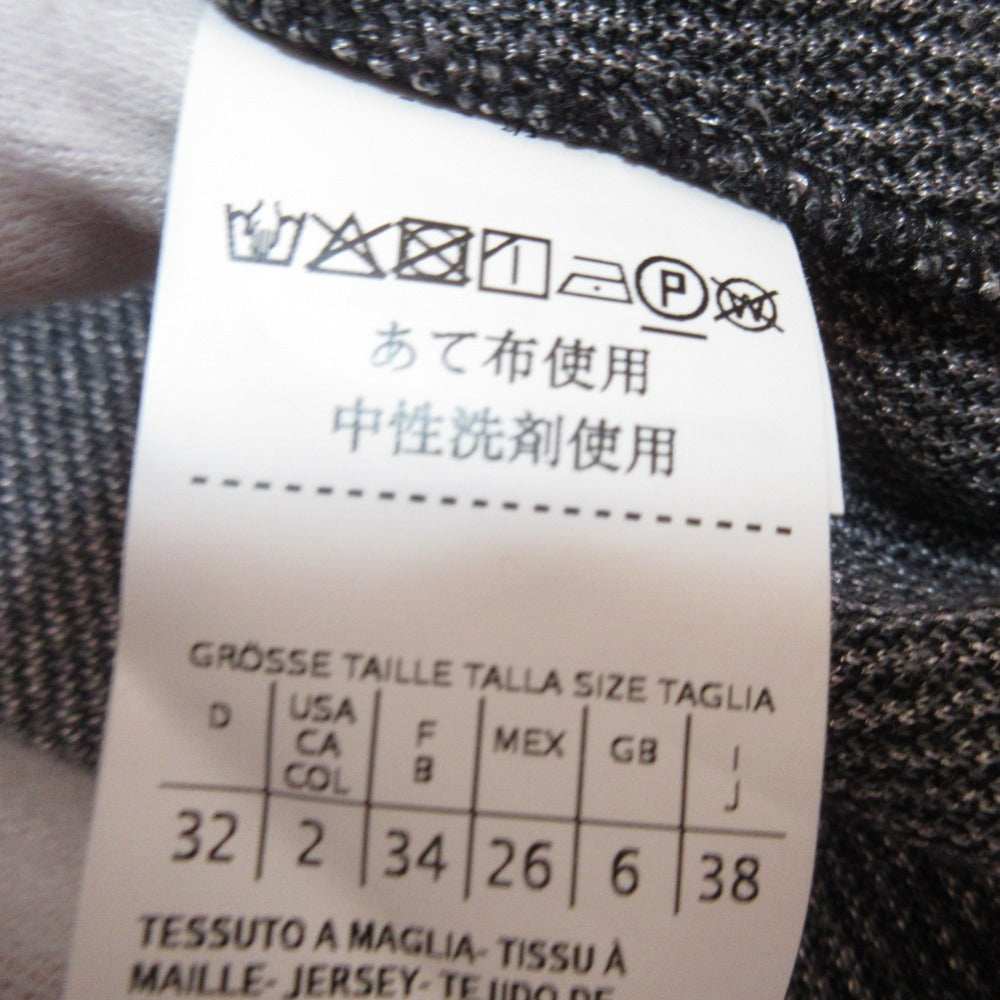 P W
あて布使用
中性洗剤使用
GRÖSSE TAILLE TALLA SIZE TAGLIA
D USA CA COL F B MEX GB I J
32 2 34 26 6 38
TESSUTO A MAGLIA- TISSU À
MAILLE- JERSEY- TEJIDO DE